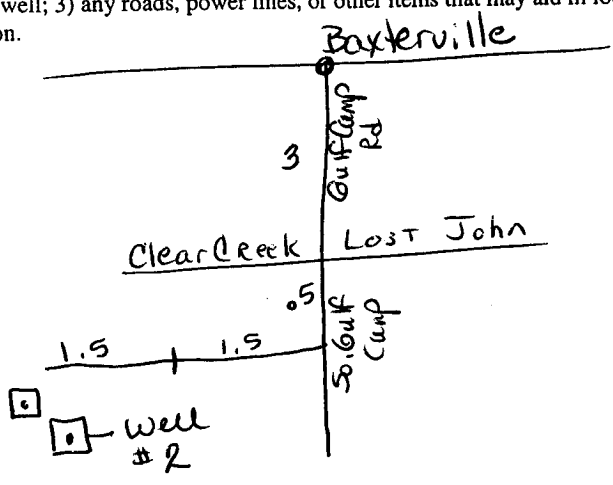 well; 3) any roads, power lines, or other items that may aid in lo
on.
Baxterville
Gulf Camp
Rd
3
Clear Creek
Lost John
.5
So. Gulf
Camp
1.5
1.5
Well
#2